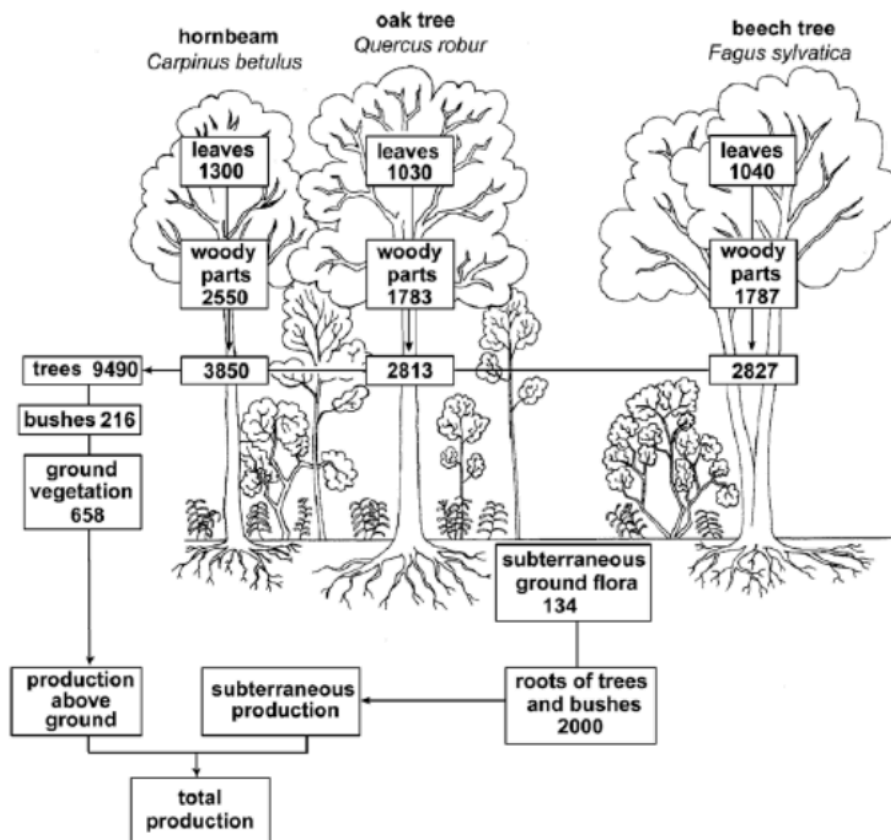 hornbeam
Carpinus betulus
oak tree
Quercus robur
beech tree
Fagus sylvatica
leaves
1300
leaves
1030
leaves
1040
woody
parts
2550
woody
parts
1783
woody
parts
1787
trees 9490
3850
2813
2827
bushes 216
ground
vegetation
658
subterraneous
ground flora
134
production
above
ground
subterraneous
production
roots of trees
and bushes
2000
total
production